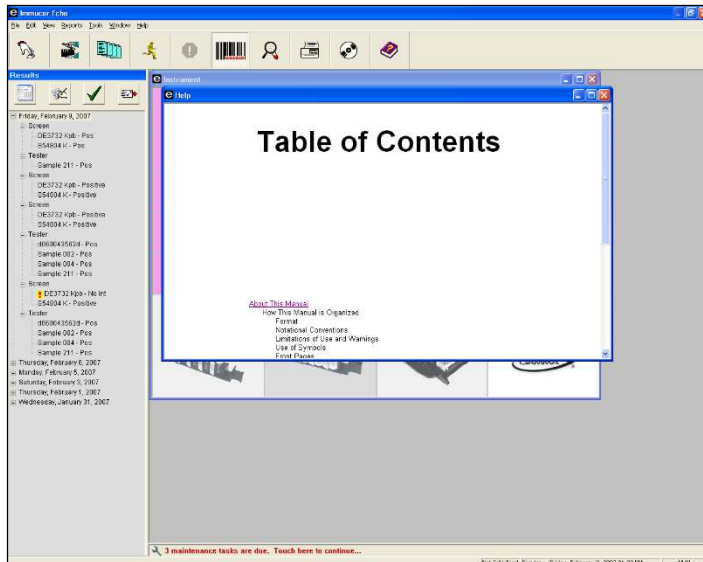 Immucor Echo
File Edit View Reports Tools Window Help
Results
Friday, February 9, 2007
Screen
DE3732 Kpb - Pos
S54804 K - Pos
Tester
Sample 211 - Pos
Screen
DE3732 Kpb - Positive
S54804 K - Positive
Screen
DE3732 Kpb - Positive
S54804 K - Positive
Tester
d060043562d - Pos
Sample 002 - Pos
Sample 004 - Pos
Sample 211 - Pos
Screen
DE3732 Kpb - No Int
S54804 K - Positive
Tester
d060043562d - Pos
Sample 002 - Pos
Sample 004 - Pos
Sample 211 - Pos
Thursday, February 8, 2007
Monday, February 5, 2007
Saturday, February 3, 2007
Thursday, February 1, 2007
Wednesday, January 31, 2007
Instrument
Help
Table of Contents
About This Manual
How This Manual is Organized
Format
Notational Conventions
Limitations of Use and Warnings
Use of Symbols
Front Pages
3 maintenance tasks are due. Touch here to continue...